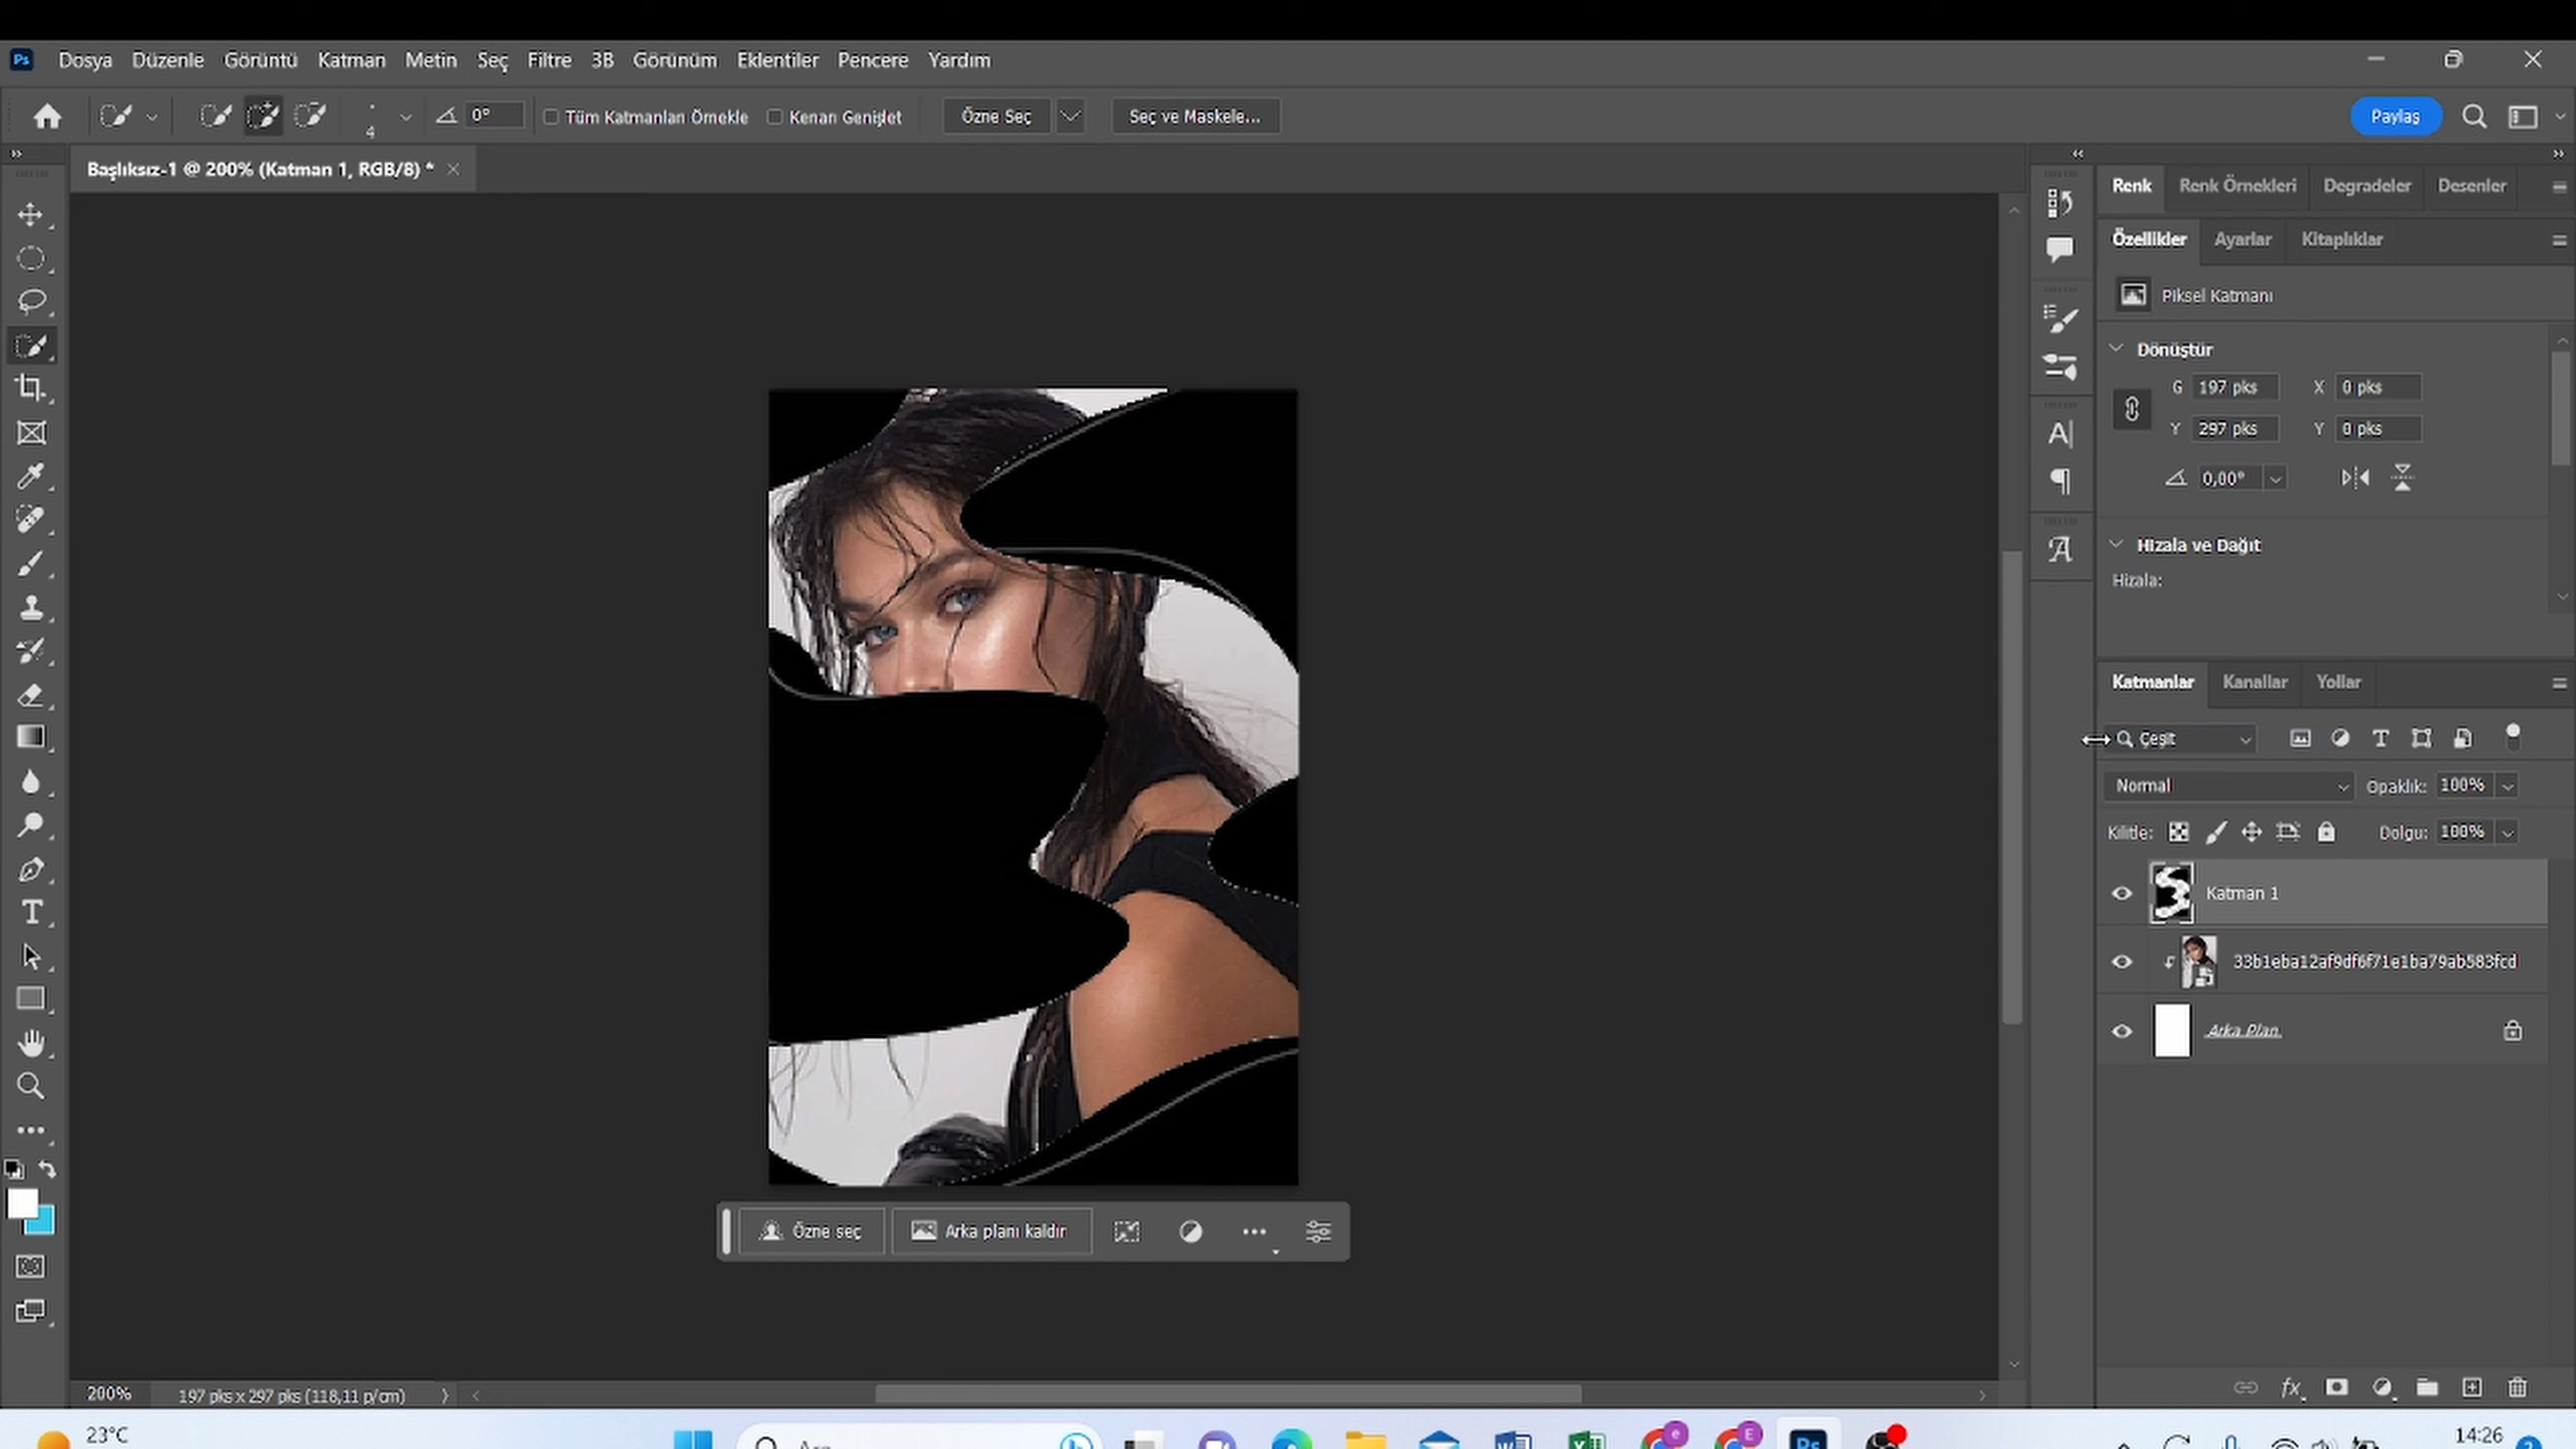 Ps Dosya Düzenle Görüntü Katman Metin Seç Filtre 3B Görünüm Eklentiler Pencere Yardım
4 0° Tüm Katmanları Örnekle Kenarı Genişlet Özne Seç Seç ve Maskele... Paylaş
Başlıksız-1 @ 200% (Katman 1, RGB/8) *
Renk Renk Örnekleri Degradeler Desenler
Özellikler Ayarlar Kitaplıklar
Piksel Katmanı
Dönüştür
G 197 pks X 0 pks
Y 297 pks Y 0 pks
0,00°
Hizala ve Dağıt
Hizala:
Katmanlar Kanallar Yollar
Çeşit
Normal Opaklık: 100%
Kilitle: Dolgu: 100%
Katman 1
33b1eba12af9df6f71e1ba79ab583fcd
Arka Plan
Özne seç Arka planı kaldır
200% 197 pks x 297 pks (118,11 p/cm)
23°C
Ara
14:26